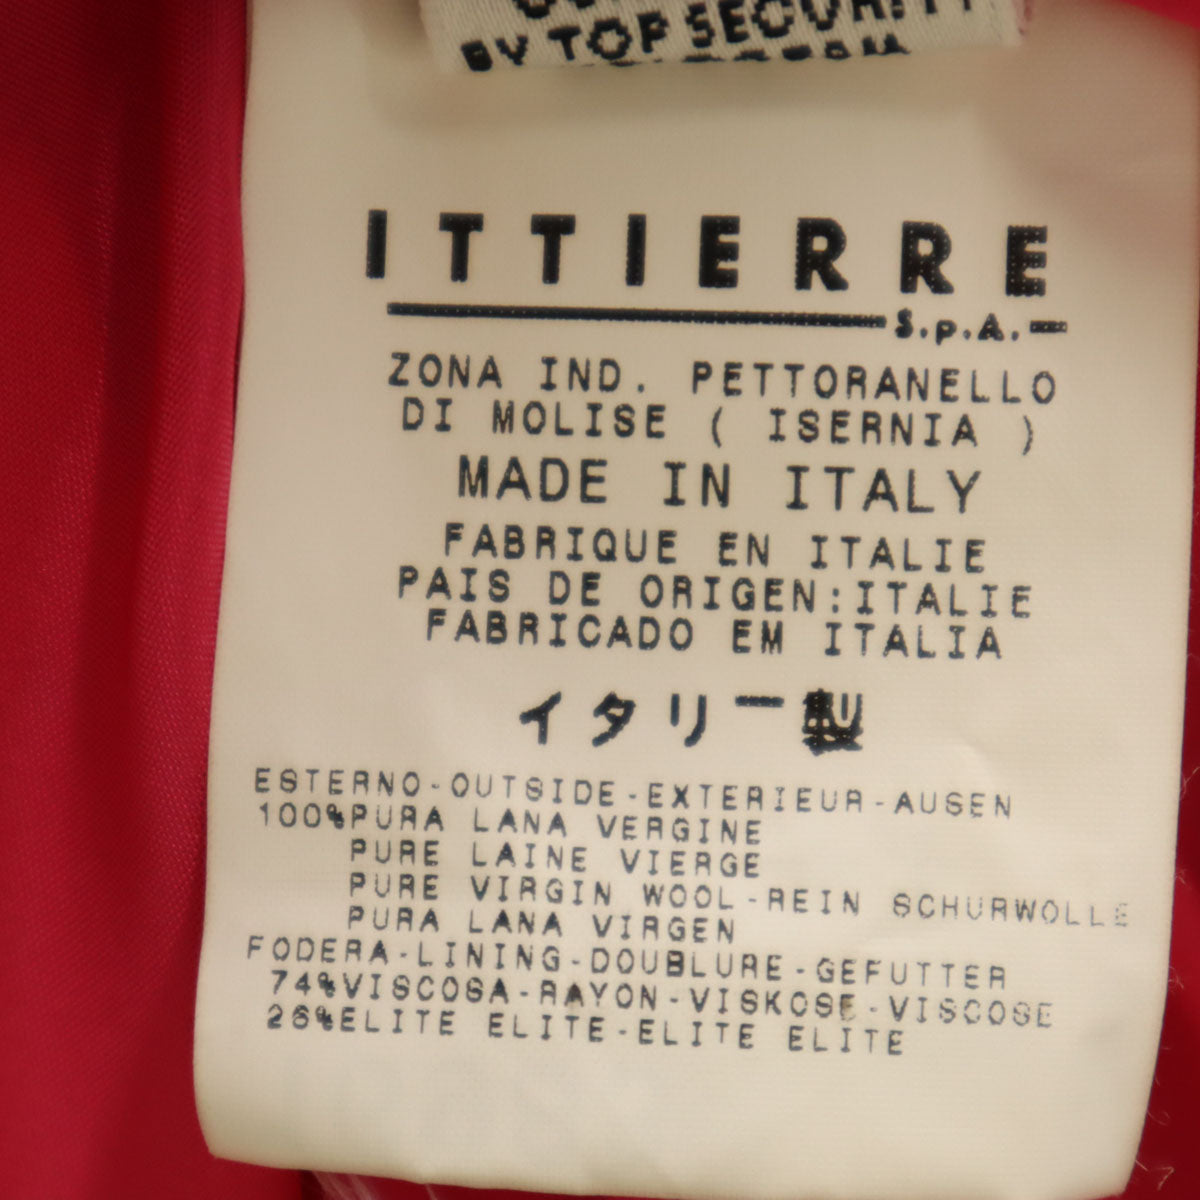 BY TOP SECURITY
ITTIERRE
S.p.A.
ZONA IND. PETTORANELLO
DI MOLISE ( ISERNIA )
MADE IN ITALY
FABRIQUE EN ITALIE
PAIS DE ORIGEN:ITALIE
FABRICADO EM ITALIA
イタリー製
ESTERNO-OUTSIDE-EXTERIEUR-AUSEN
100%PURA LANA VERGINE
PURE LAINE VIERGE
PURE VIRGIN WOOL-REIN SCHURWOLLE
PURA LANA VIRGEN
FODERA-LINING-DOUBLURE-GEFUTTER
74%VISCOSA-RAYON-VISKOSE-VISCOSE
26%ELITE ELITE-ELITE ELITE